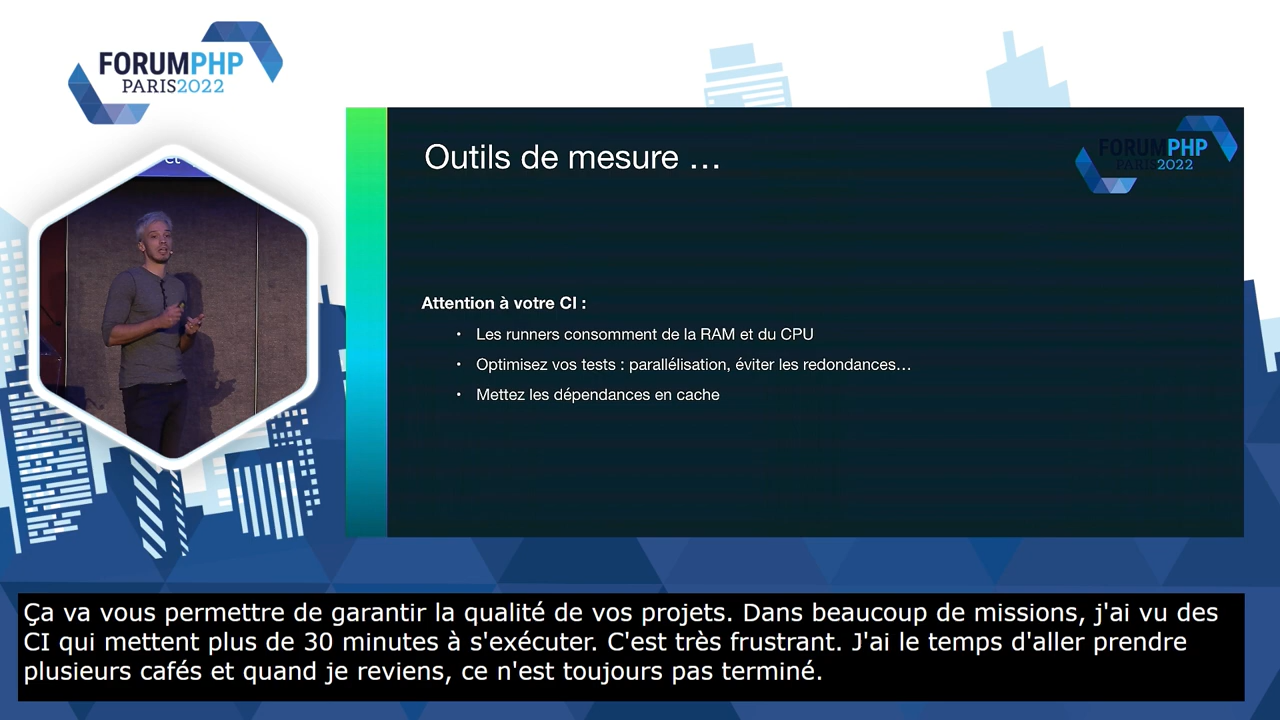 FORUMPHP
PARIS2022
Outils de mesure …
FORUMPHP
PARIS2022
Attention à votre CI :
• Les runners consomment de la RAM et du CPU
• Optimisez vos tests : parallélisation, éviter les redondances…
• Mettez les dépendances en cache
Ça va vous permettre de garantir la qualité de vos projets. Dans beaucoup de missions, j'ai vu des
CI qui mettent plus de 30 minutes à s'exécuter. C'est très frustrant. J'ai le temps d'aller prendre
plusieurs cafés et quand je reviens, ce n'est toujours pas terminé.